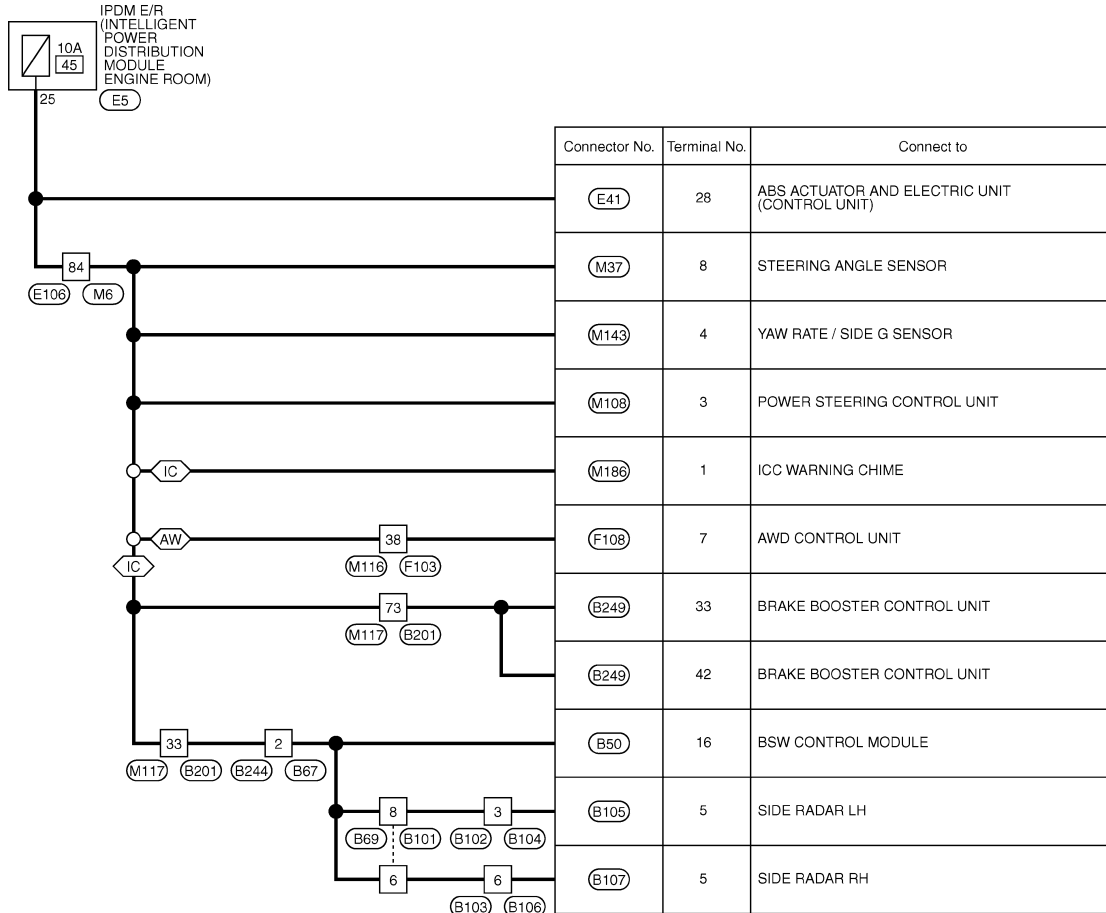 IPDM E/R
(INTELLIGENT
POWER
DISTRIBUTION
MODULE
ENGINE ROOM)
10A
45
25
E5
Connector No. Terminal No. Connect to
E41 28 ABS ACTUATOR AND ELECTRIC UNIT
(CONTROL UNIT)
84 M37 8 STEERING ANGLE SENSOR
E106 M6
M143 4 YAW RATE / SIDE G SENSOR
M108 3 POWER STEERING CONTROL UNIT
IC M186 1 ICC WARNING CHIME
AW 38 F108 7 AWD CONTROL UNIT
IC M116 F103
73 B249 33 BRAKE BOOSTER CONTROL UNIT
M117 B201
B249 42 BRAKE BOOSTER CONTROL UNIT
33 2 B50 16 BSW CONTROL MODULE
M117 B201 B244 B67
8 3 B105 5 SIDE RADAR LH
B69 B101 B102 B104
6 6 B107 5 SIDE RADAR RH
B103 B106